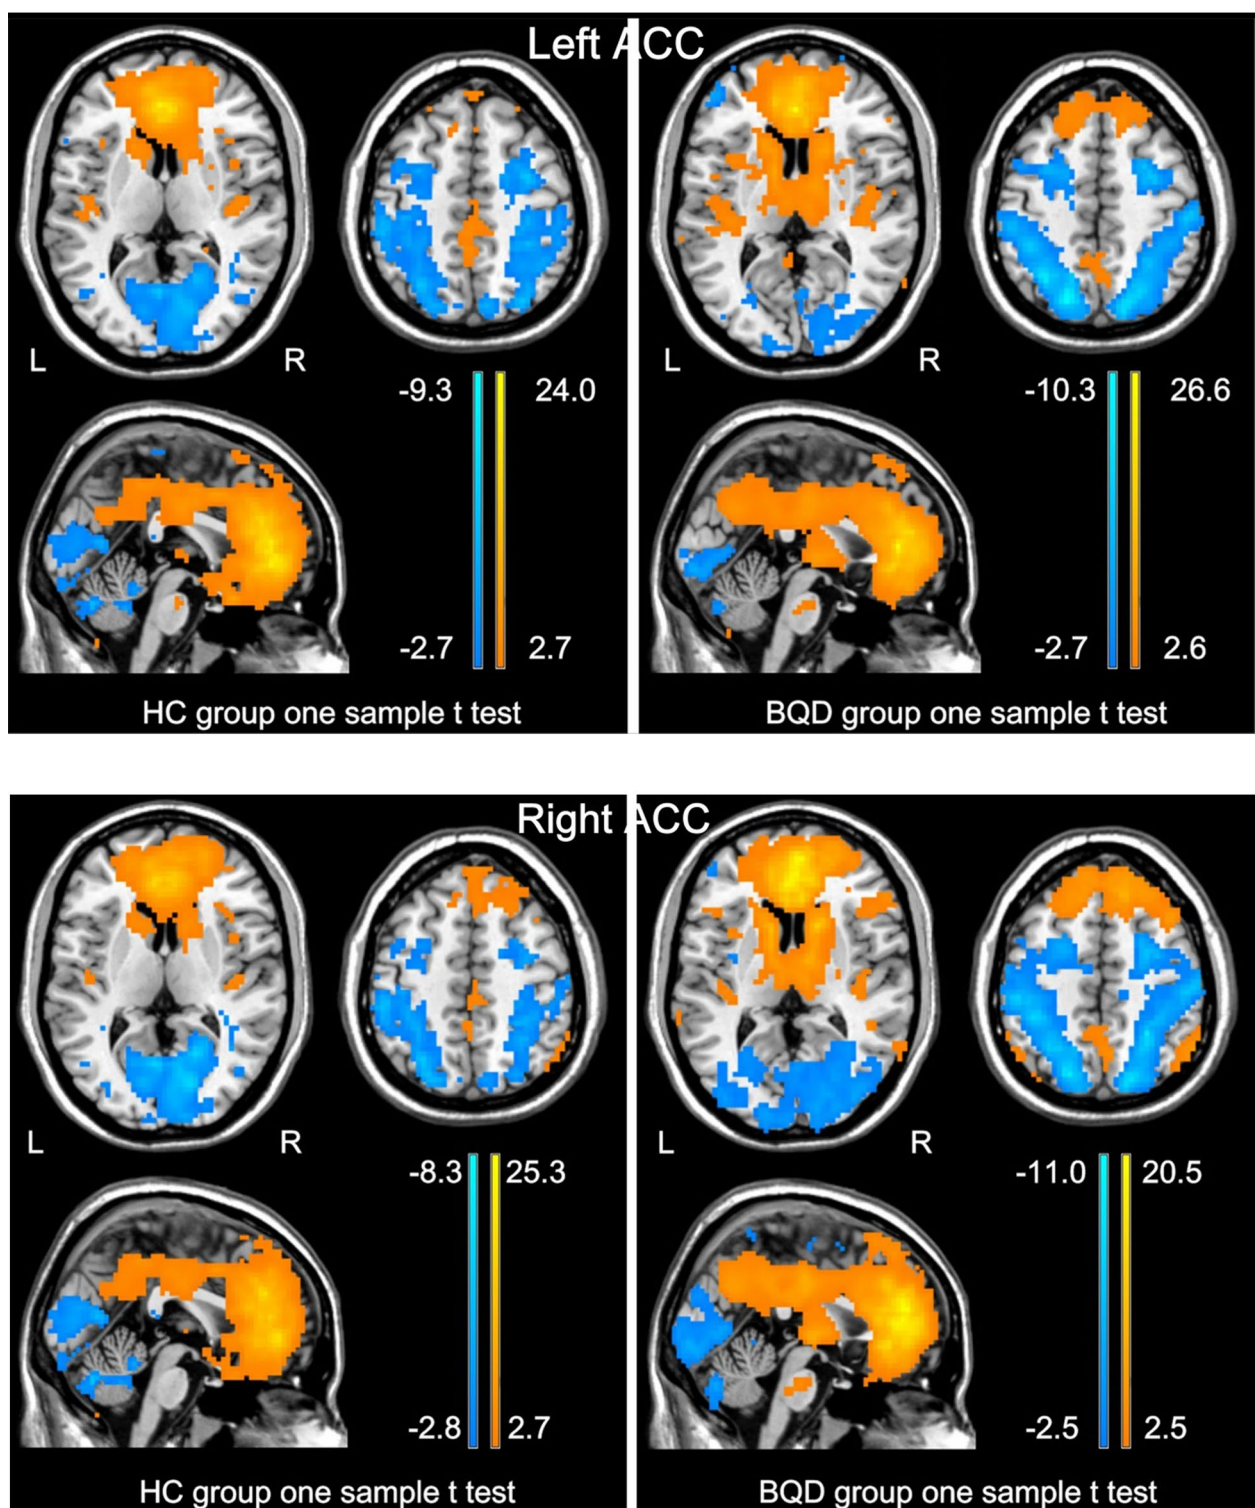 Left ACC
L
R
-9.3
24.0
-2.7
2.7
HC group one sample t test
L
R
-10.3
26.6
-2.7
2.6
BQD group one sample t test
Right ACC
L
R
-8.3
25.3
-2.8
2.7
HC group one sample t test
L
R
-11.0
20.5
-2.5
2.5
BQD group one sample t test